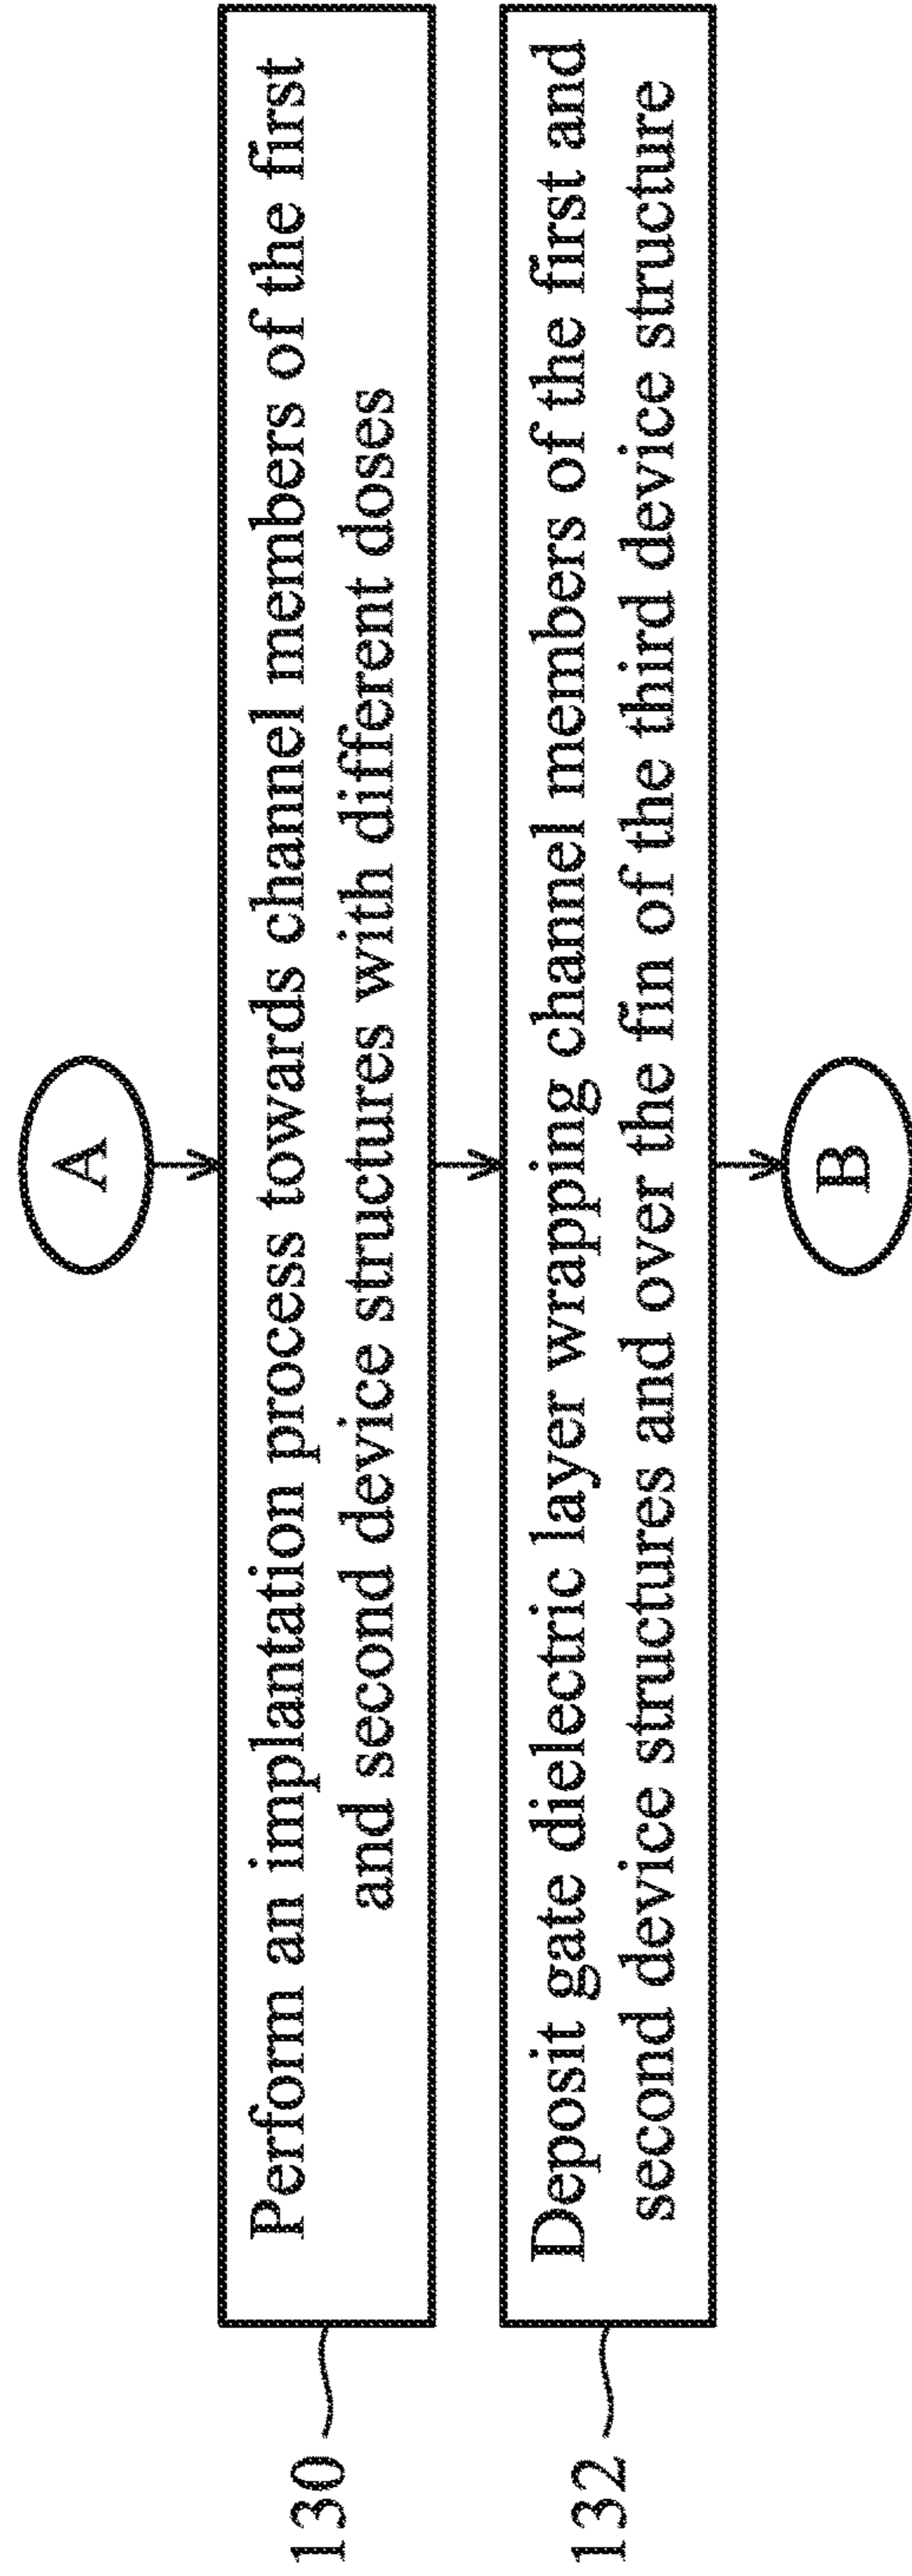 A
130
Perform an implantation process towards channel members of the first
and second device structures with different doses
132
Deposit gate dielectric layer wrapping channel members of the first and
second device structures and over the fin of the third device structure
B